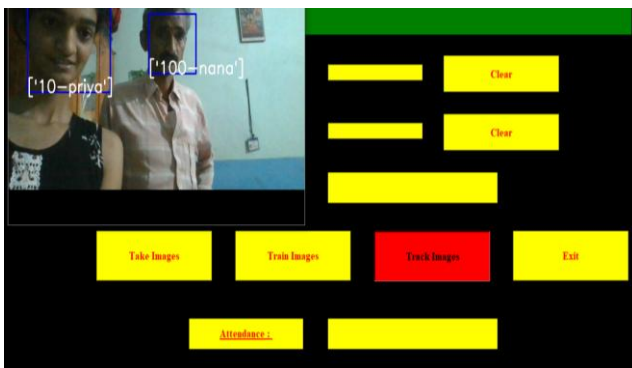 ['10-priya']
['100-nana']
Clear
Clear
Take Images
Train Images
Track Images
Exit
Attendance :